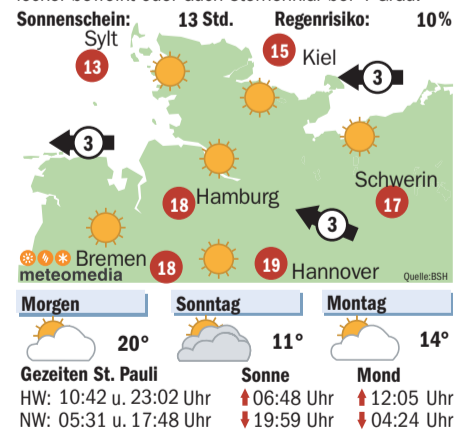 Sonnenschein: 13 Std. Regenrisiko: 10%
Sylt
13
15 Kiel
3
3
Schwerin
17
18 Hamburg
3
Bremen 18
19 Hannover
meteomedia
Quelle:BSH
Morgen Sonntag Montag
20° 11° 14°
Gezeiten St. Pauli Sonne Mond
HW: 10:42 u. 23:02 Uhr 06:48 Uhr 12:05 Uhr
NW: 05:31 u. 17:48 Uhr 19:59 Uhr 04:24 Uhr